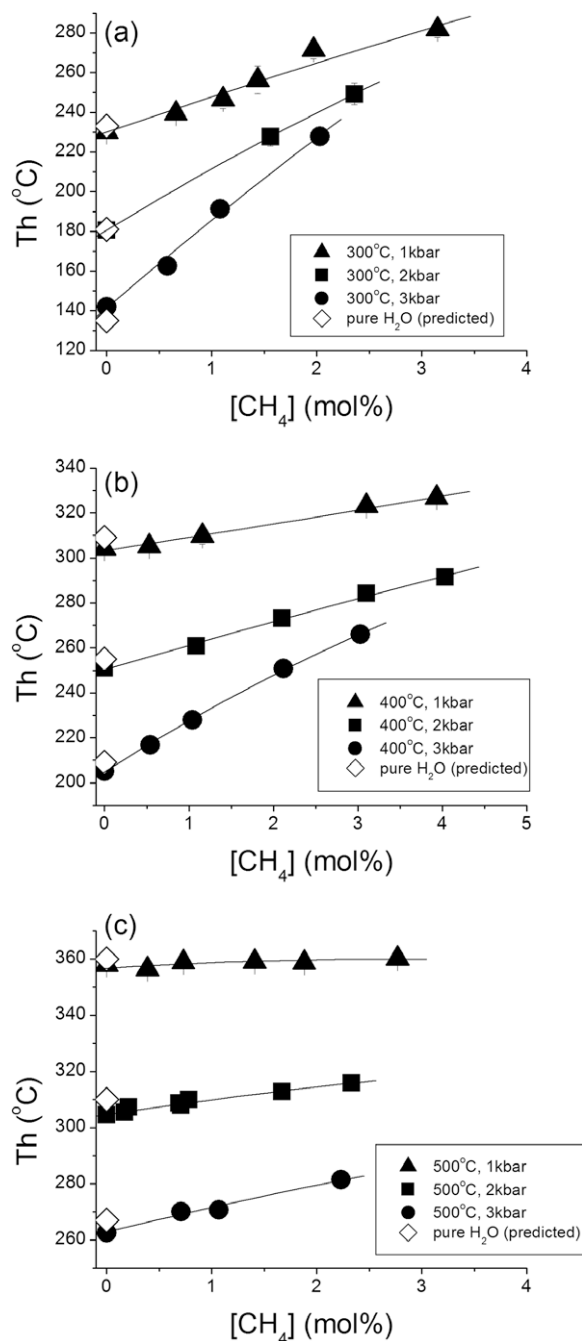 (a)
280
260
240
220
200
180
160
140
120
Th (°C)
300°C, 1kbar
300°C, 2kbar
300°C, 3kbar
pure H₂O (predicted)
0 1 2 3 4
[CH₄] (mol%)
(b)
340
320
300
280
260
240
220
200
Th (°C)
400°C, 1kbar
400°C, 2kbar
400°C, 3kbar
pure H₂O (predicted)
0 1 2 3 4 5
[CH₄] (mol%)
(c)
360
340
320
300
280
260
Th (°C)
500°C, 1kbar
500°C, 2kbar
500°C, 3kbar
pure H₂O (predicted)
0 1 2 3 4
[CH₄] (mol%)